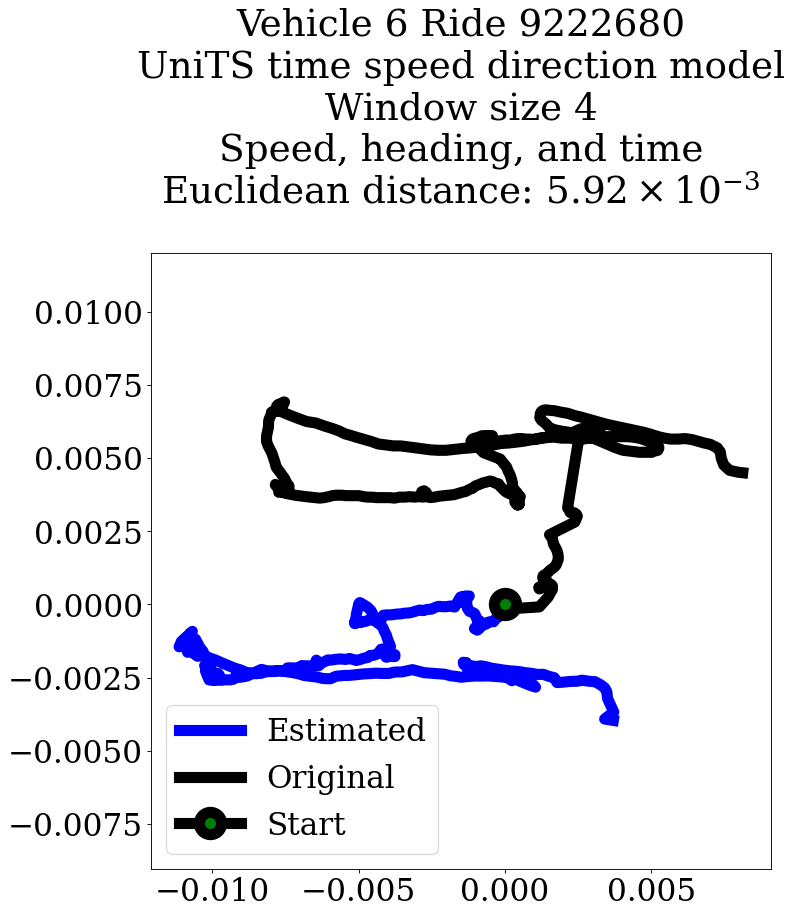 Vehicle 6 Ride 9222680
UniTS time speed direction model
Window size 4
Speed, heading, and time
Euclidean distance: $5.92 \times 10^{-3}$
0.0100
0.0075
0.0050
0.0025
0.0000
−0.0025
−0.0050
−0.0075
Estimated
Original
Start
−0.010 −0.005 0.000 0.005